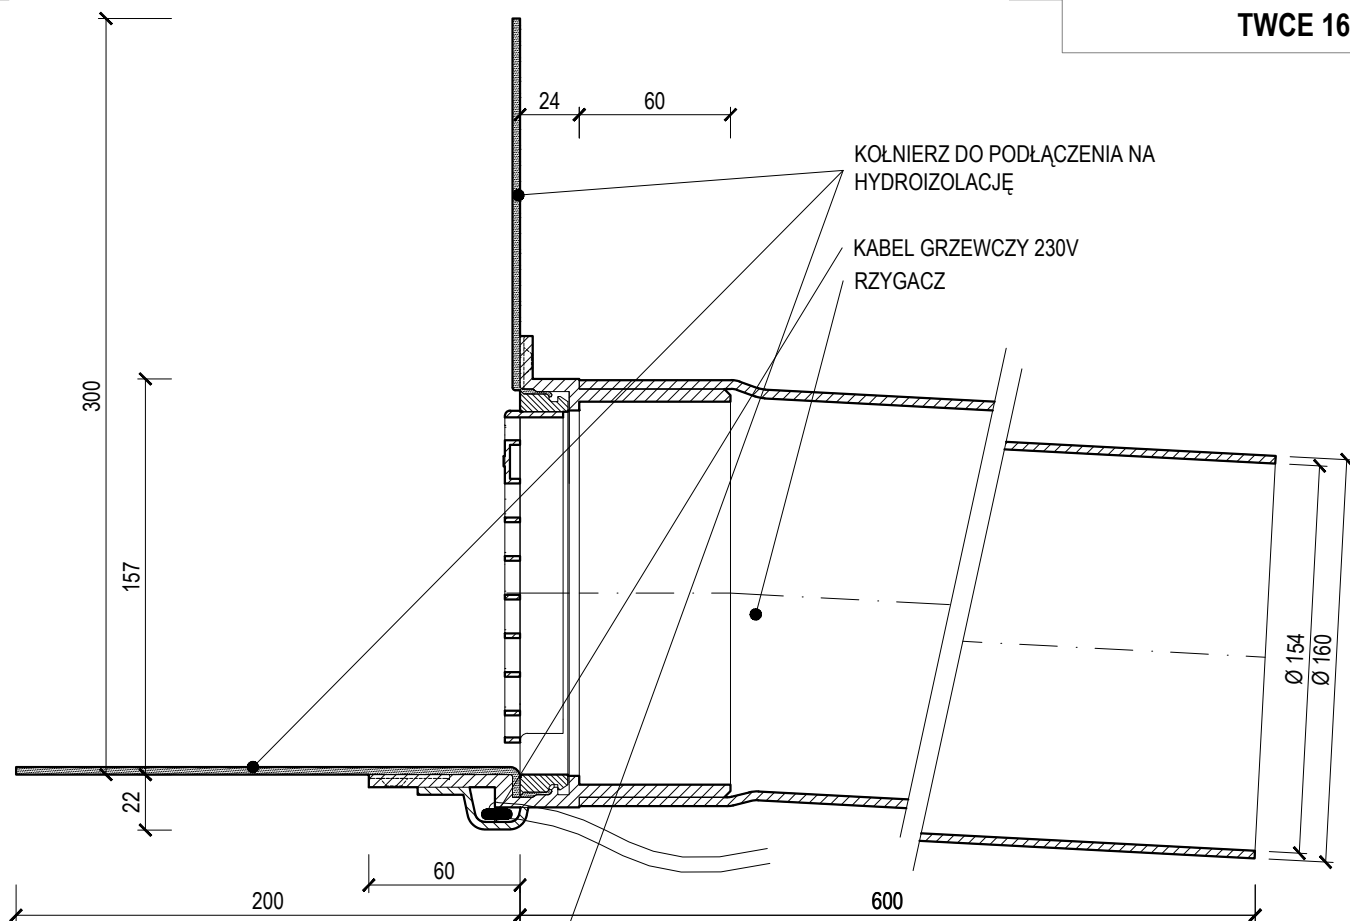 TWCE 16
24
60
KOŁNIERZ DO PODŁĄCZENIA NA
HYDROIZOLACJĘ
KABEL GRZEWCZY 230V
RZYGACZ
300
157
22
Ø 154
Ø 160
60
200
600